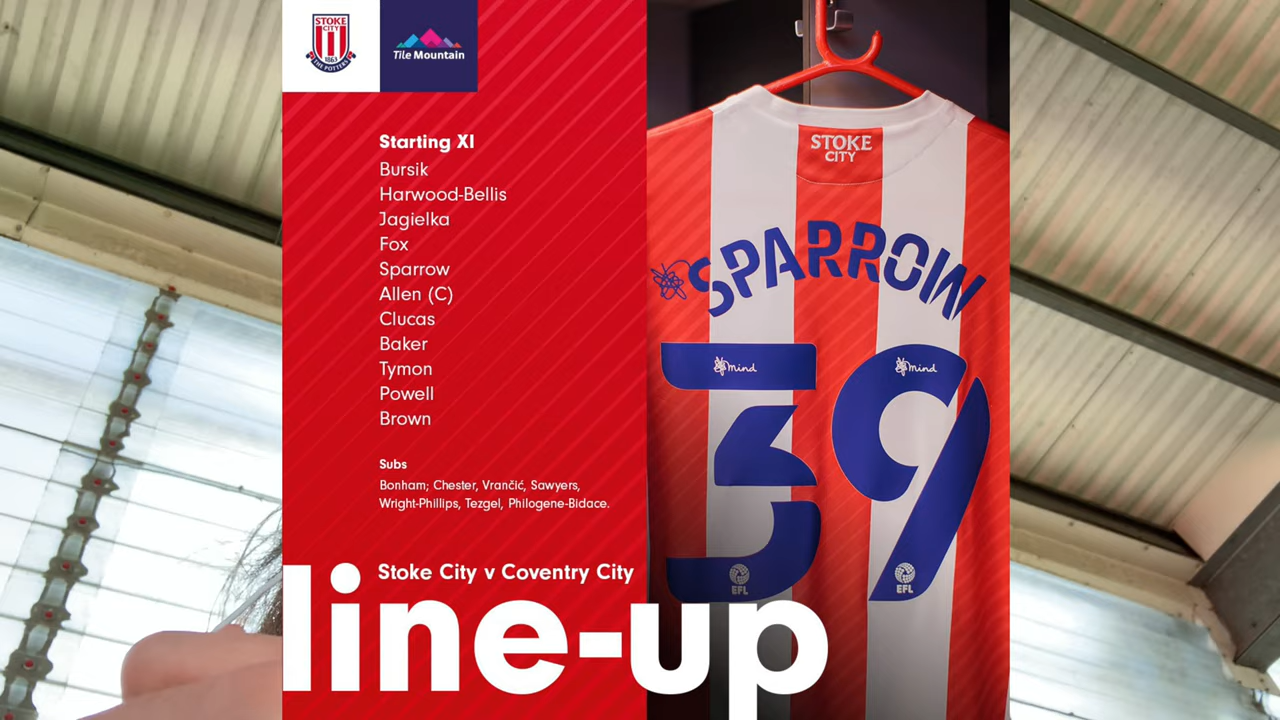 STOKE
CITY
1863
THE POTTERS
Tile Mountain
Starting XI
Bursik
Harwood-Bellis
Jagielka
Fox
Sparrow
Allen (C)
Clucas
Baker
Tymon
Powell
Brown
Subs
Bonham; Chester, Vrančić, Sawyers,
Wright-Phillips, Tezgel, Philogene-Bidace.
Stoke City v Coventry City
line-up
STOKE
CITY
SPARROW
39
mind
mind
EFL
EFL